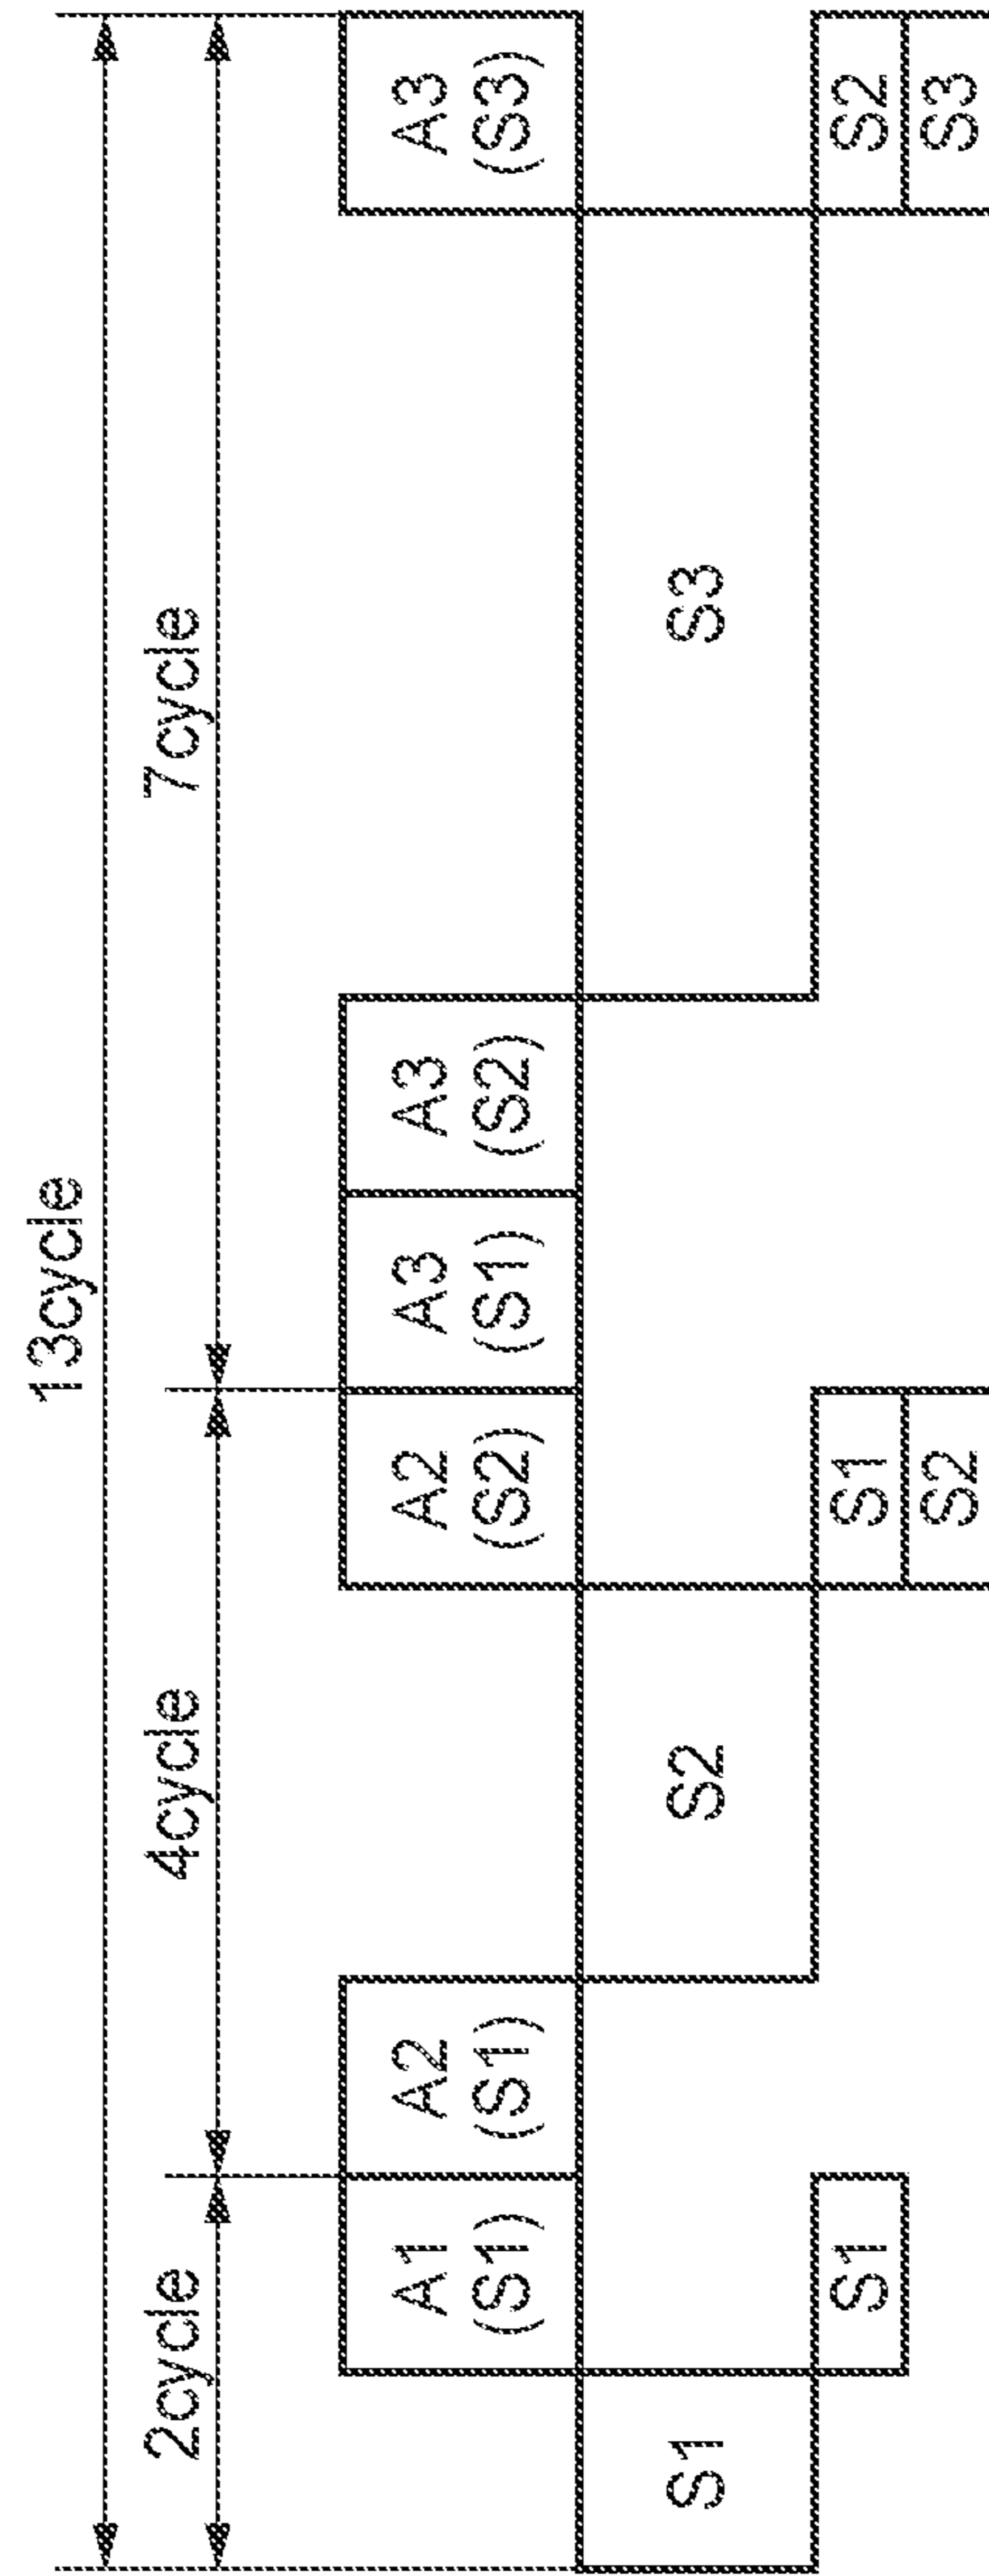 13cycle
2cycle
4cycle
7cycle
A1
(S1)
A2
(S1)
A2
(S2)
A3
(S1)
A3
(S2)
A3
(S3)
S1
S2
S3
S1
S1
S2
S2
S3